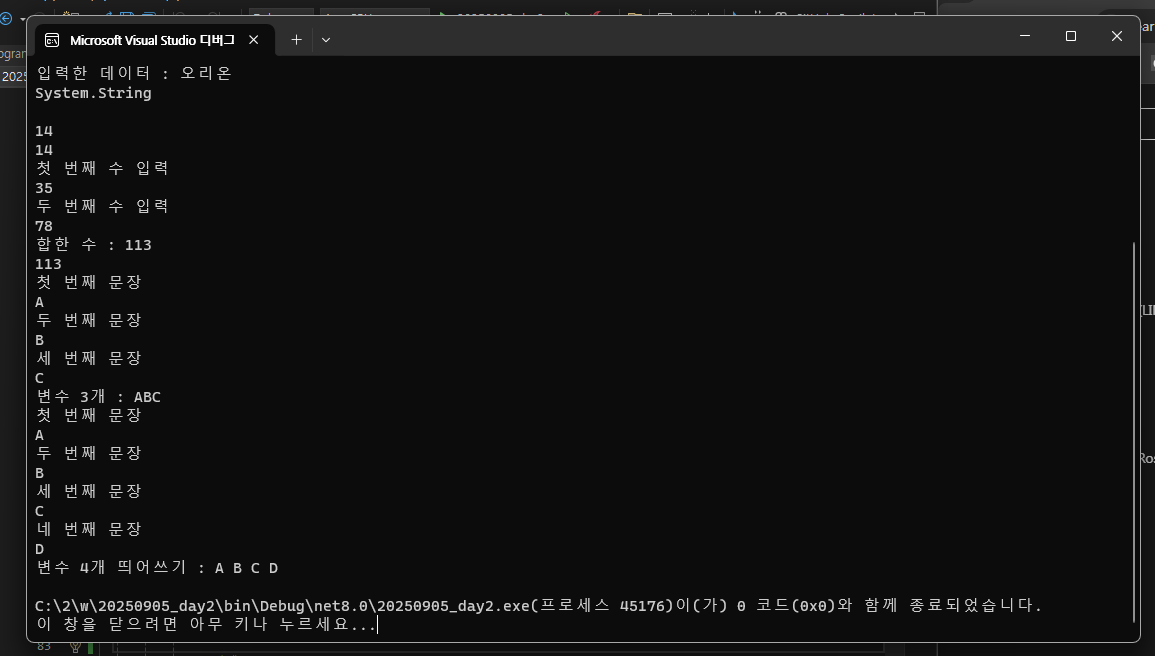 Microsoft Visual Studio 디버그
입력한 데이터 : 오리온
System.String
14
14
첫 번째 수 입력
35
두 번째 수 입력
78
합한 수 : 113
113
첫 번째 문장
A
두 번째 문장
B
세 번째 문장
C
변수 3개 : ABC
첫 번째 문장
A
두 번째 문장
B
세 번째 문장
C
네 번째 문장
D
변수 4개 띄어쓰기 : A B C D
C:\2\w\20250905_day2\bin\Debug\net8.0\20250905_day2.exe(프로세스 45176)이(가) 0 코드(0x0)와 함께 종료되었습니다.
이 창을 닫으려면 아무 키나 누르세요...
83